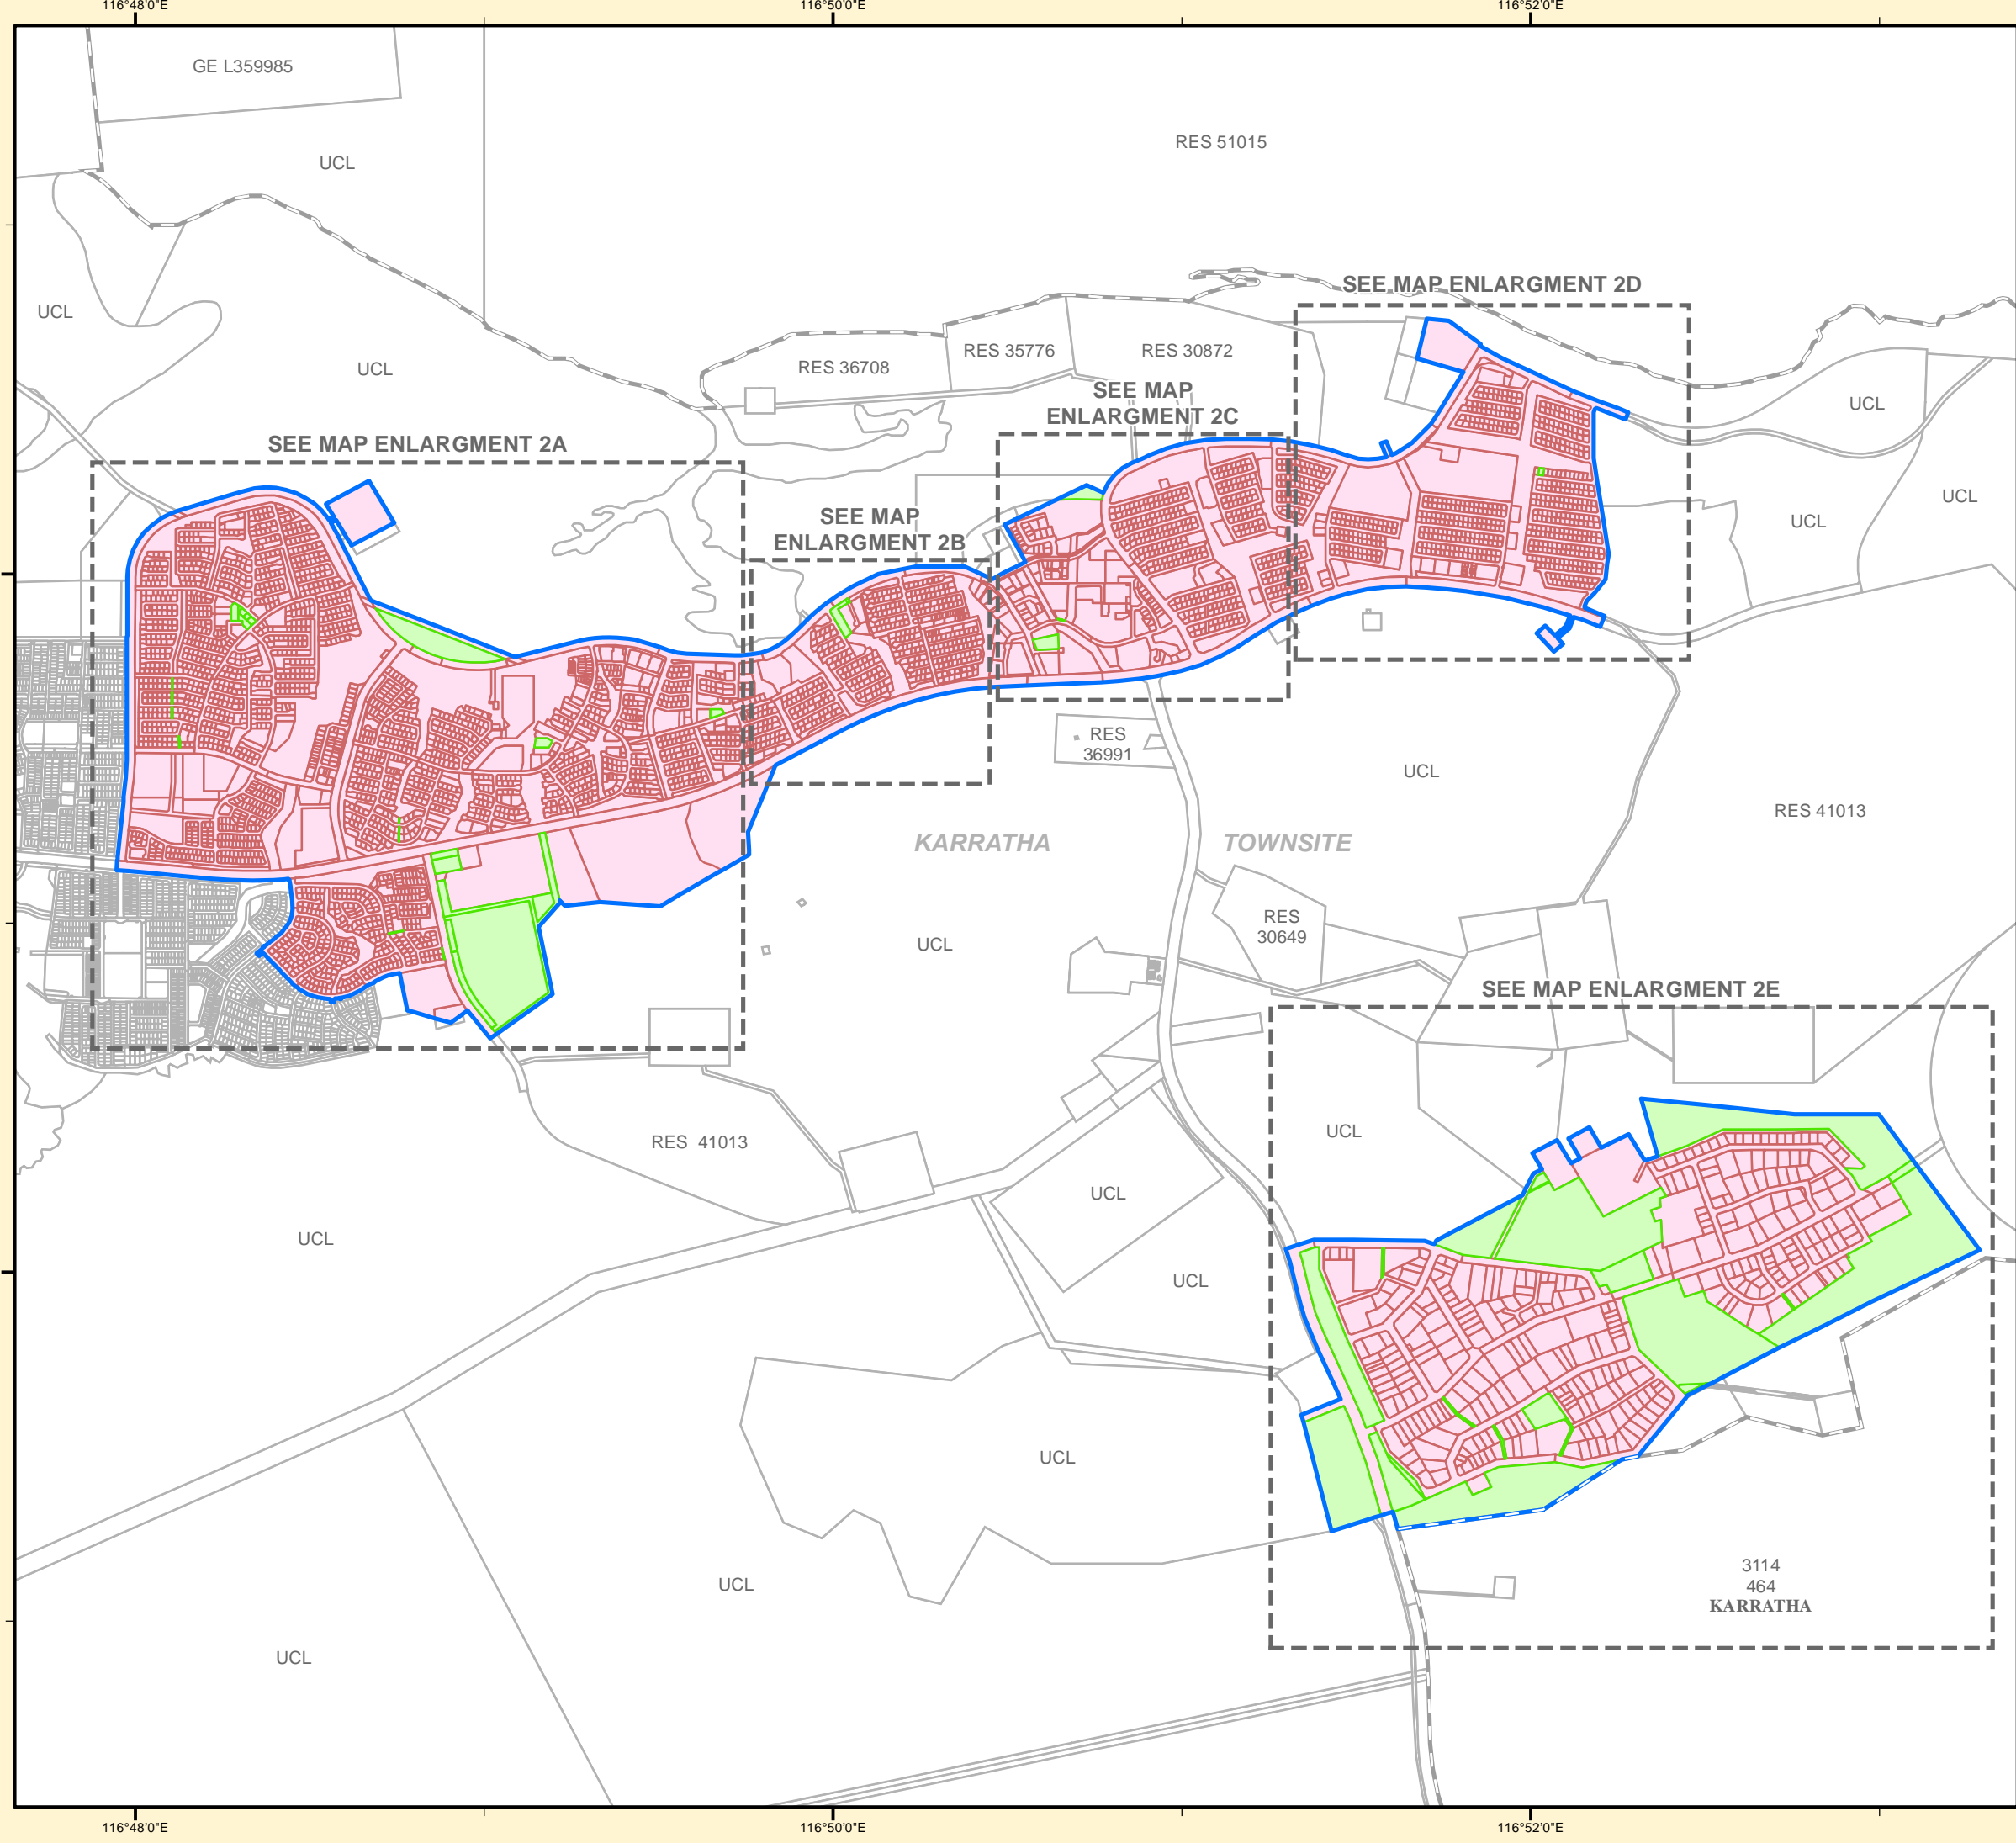 116°48'0"E
116°50'0"E
116°52'0"E
GE L359985
RES 51015
UCL
UCL
SEE MAP ENLARGMENT 2D
UCL
RES 35776
RES 30872
RES 36708
UCL
SEE MAP
ENLARGMENT 2C
UCL
SEE MAP ENLARGMENT 2A
UCL
SEE MAP
ENLARGMENT 2B
UCL
RES
36991
UCL
RES 41013
KARRATHA
TOWNSITE
RES
30649
UCL
SEE MAP ENLARGMENT 2E
UCL
RES 41013
UCL
UCL
UCL
UCL
3114
464
KARRATHA
UCL
UCL
116°48'0"E
116°50'0"E
116°52'0"E